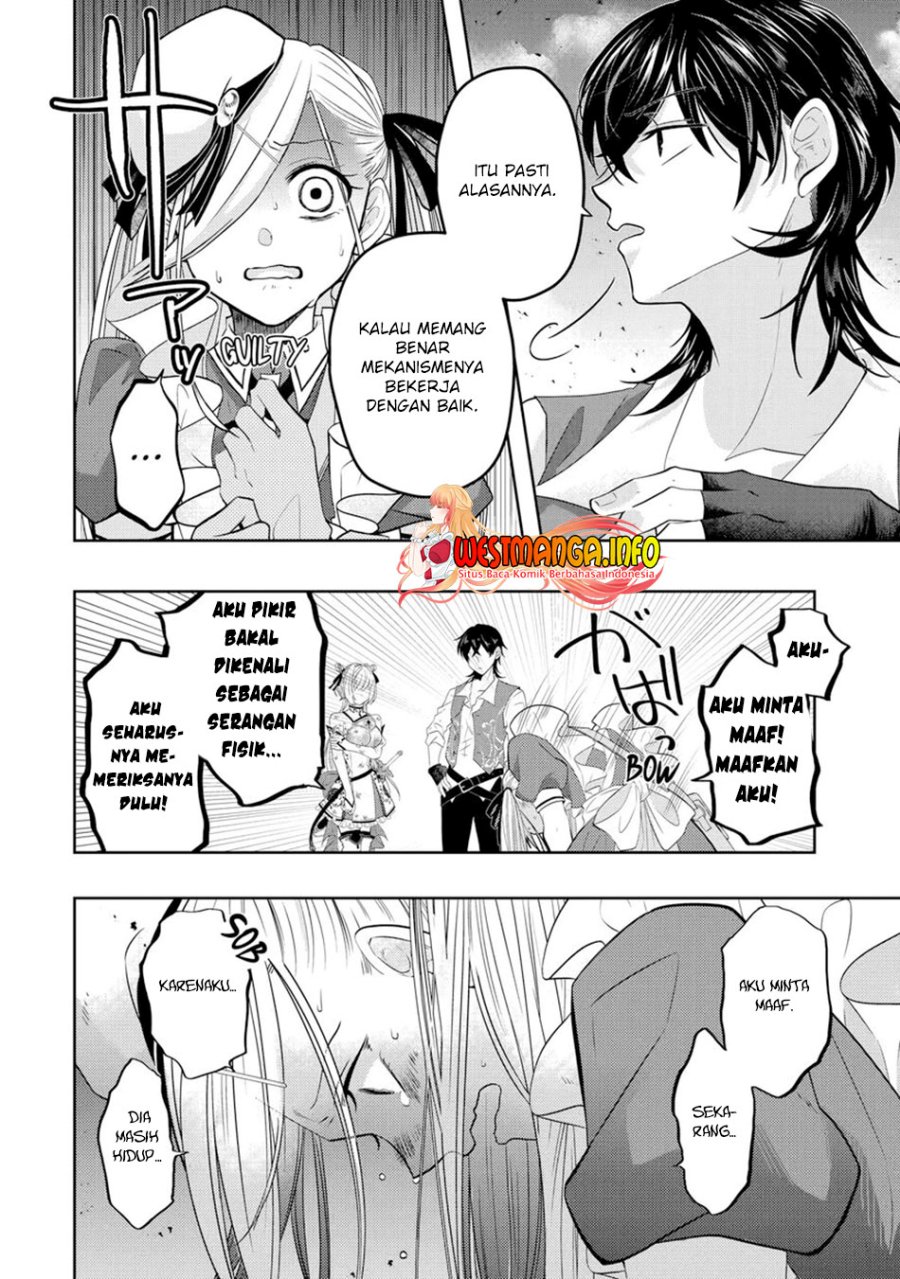 ITU PASTI
ALASANNYA.
KALAU MEMANG
BENAR
MEKANISMENYA
BEKERJA
DENGAN BAIK.
サ
アッ
GUILTY
...
WESTMANGA.INFO
Situs Baca Komik Berbahasa Indonesia
AKU-
AKU MINTA
MAAF!
MAAFKAN
AKU!
がばっ
BOW
AKU PIKIR
BAKAL
DIKENALI
SEBAGAI
SERANGAN
FISIK...
AKU
SEHARUS-
NYA ME-
MERIKSANYA
DULU!
AKU MINTA
MAAF.
SEKA-
RANG...
SOB
KARENAKU...
DIA
MASIH
HIDUP...